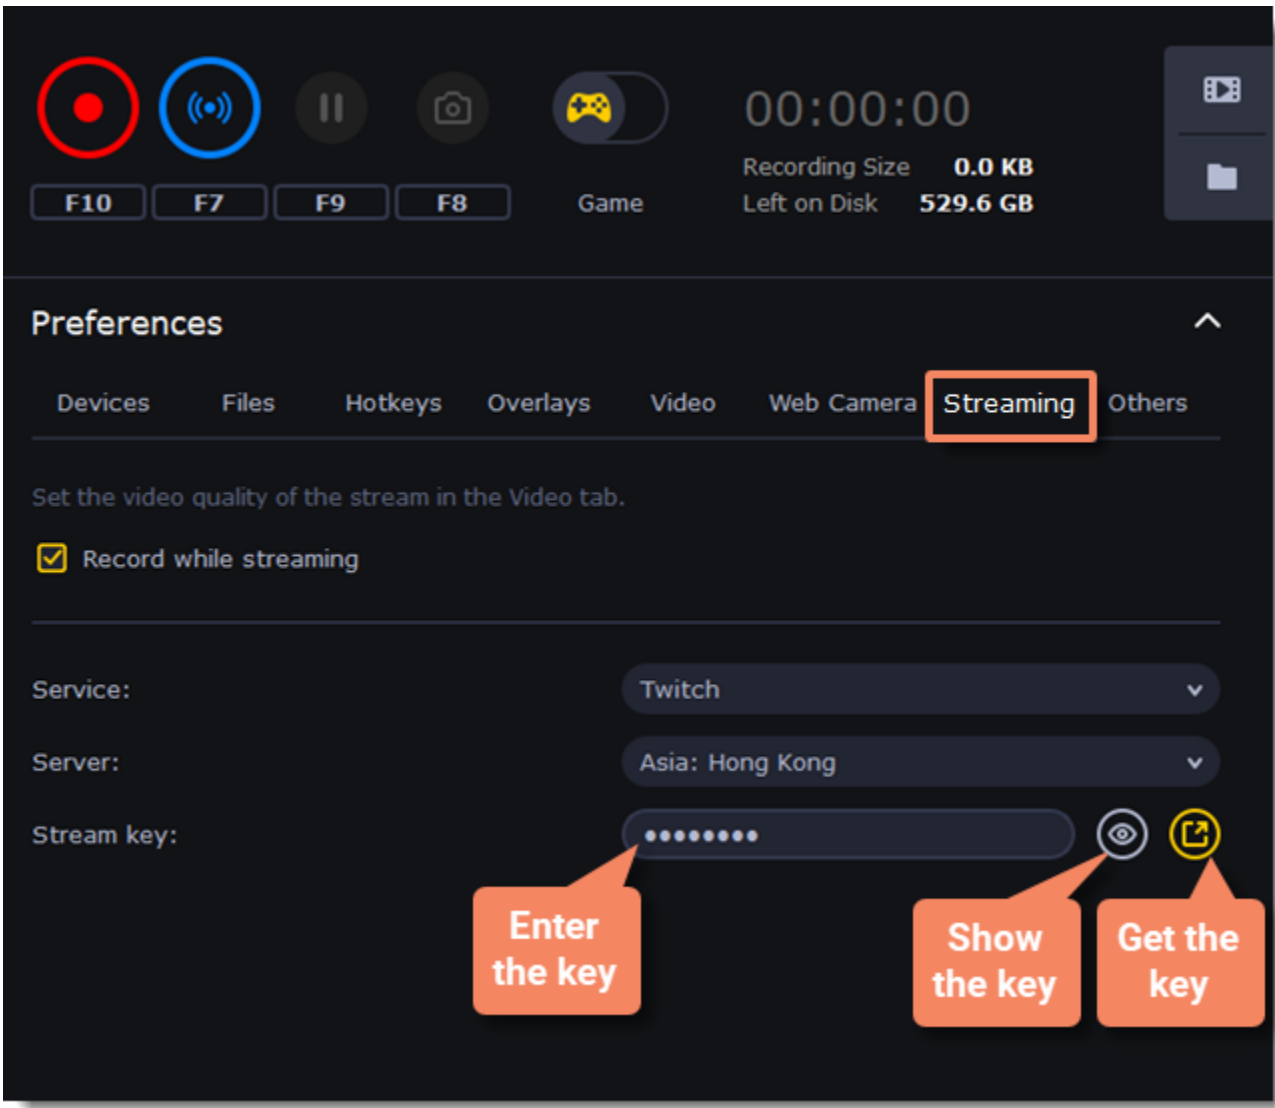 00:00:00
Recording Size 0.0 KB
F10 F7 F9 F8 Game Left on Disk 529.6 GB
Preferences
Devices Files Hotkeys Overlays Video Web Camera Streaming Others
Set the video quality of the stream in the Video tab.
Record while streaming
Service: Twitch
Server: Asia: Hong Kong
Stream key: ••••••••
Enter
the key
Show
the key
Get the
key